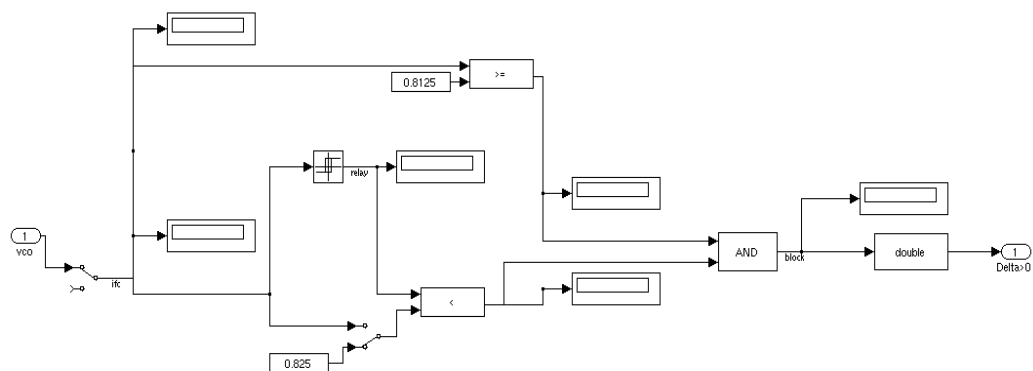 >=
0.8125
relay
1
vco
AND
double
1
ifc
block
Delta>0
<
0.825